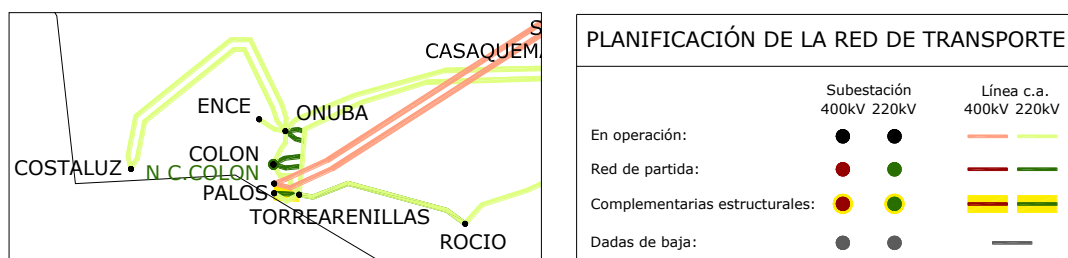 S
CASAQUEMA
ENCE
ONUBA
COLON
N.C.COLON
COSTALUZ
PALOS
TORREARENILLAS
ROCIO
PLANIFICACIÓN DE LA RED DE TRANSPORTE
Subestación
Línea c.a.
400kV 220kV
400kV 220kV
En operación:
Red de partida:
Complementarias estructurales:
Dadas de baja: